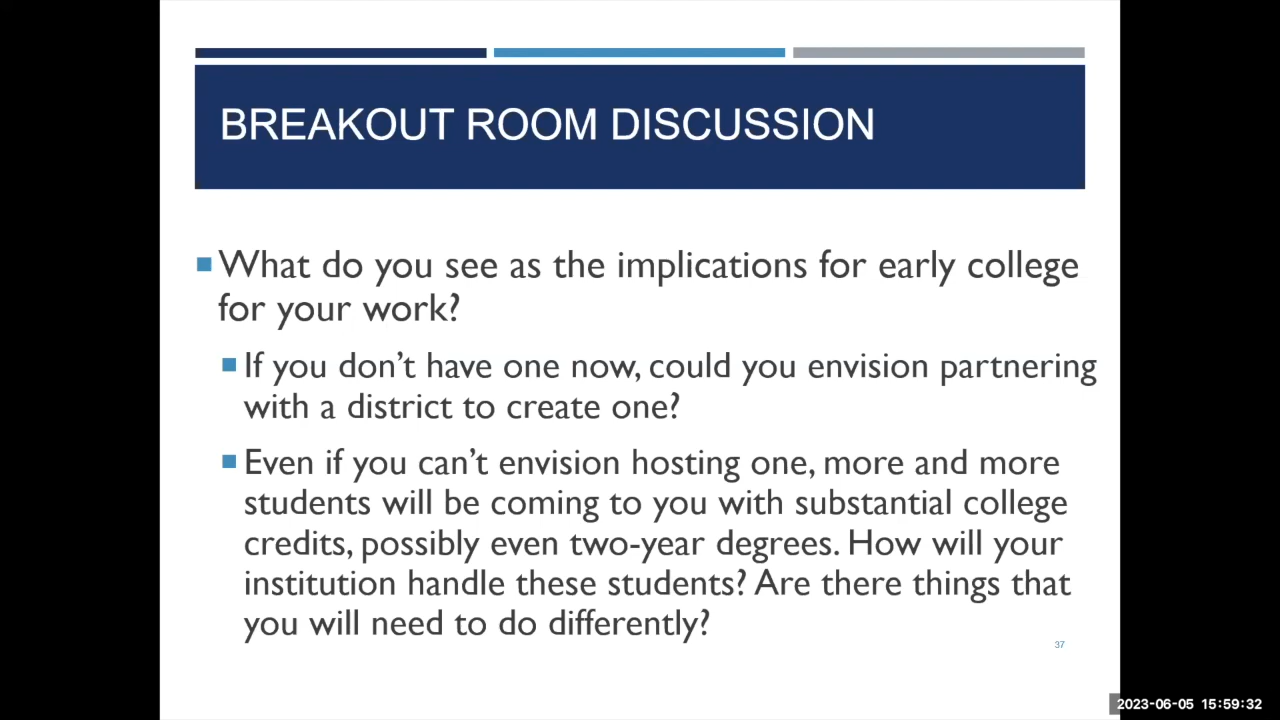 BREAKOUT ROOM DISCUSSION
What do you see as the implications for early college
for your work?
If you don't have one now, could you envision partnering
with a district to create one?
Even if you can't envision hosting one, more and more
students will be coming to you with substantial college
credits, possibly even two-year degrees. How will your
institution handle these students? Are there things that
you will need to do differently?
37
2023-06-05 15:59:32